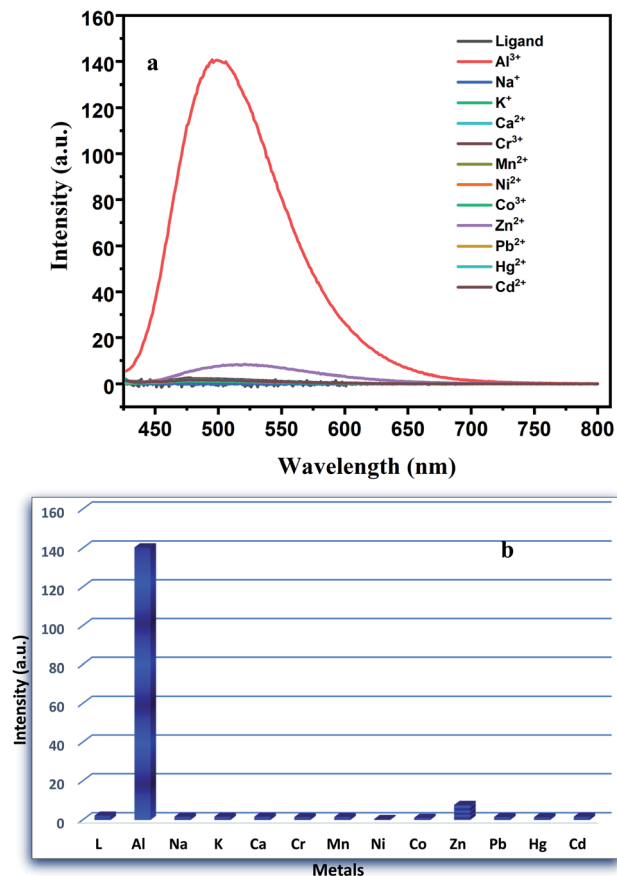 160
140
120
100
80
60
40
20
0
Intensity (a.u.)
a
Ligand
Al³⁺
Na⁺
K⁺
Ca²⁺
Cr³⁺
Mn²⁺
Ni²⁺
Co³⁺
Zn²⁺
Pb²⁺
Hg²⁺
Cd²⁺
450 500 550 600 650 700 750 800
Wavelength (nm)
b
160
140
120
100
80
60
40
20
0
Intensity (a.u.)
L Al Na K Ca Cr Mn Ni Co Zn Pb Hg Cd
Metals